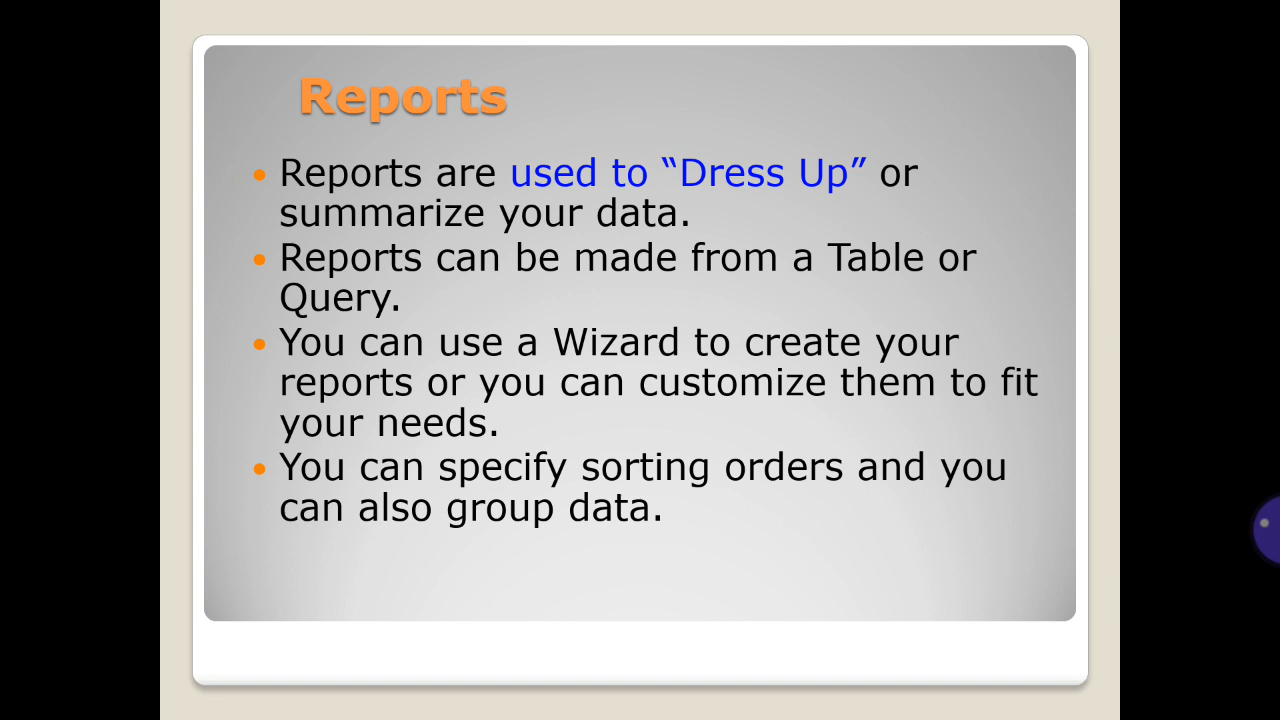 Reports
Reports are used to “Dress Up” or
summarize your data.
Reports can be made from a Table or
Query.
You can use a Wizard to create your
reports or you can customize them to fit
your needs.
You can specify sorting orders and you
can also group data.